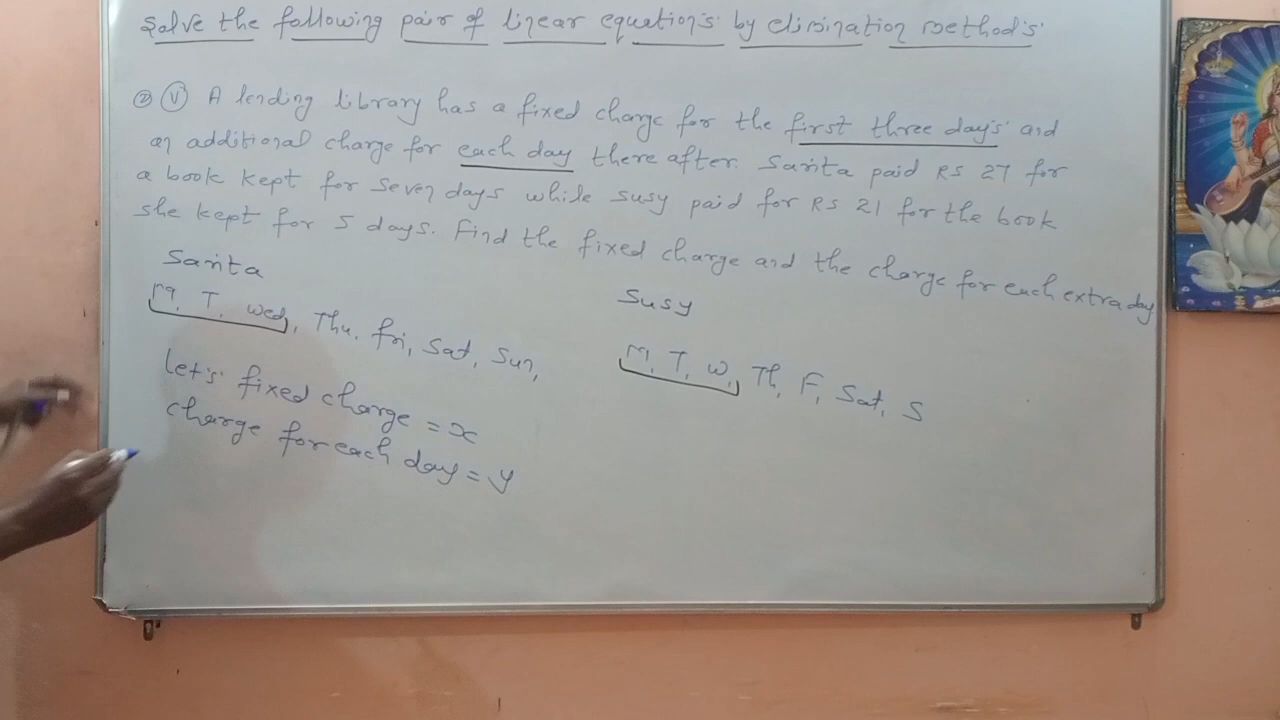 Solve the following pair of linear equation's by elimination method's
② (V) A lending library has a fixed charge for the first three day's and
an additional charge for each day there after. Sarita paid RS 27 for
a book kept for seven days while susy paid for RS 21 for the book
she kept for 5 days. Find the fixed charge and the charge for each extra day
Sarita
M, T, Wed, Thu, Fri, Sat, Sun,
Susy
M, T, W, Th, F, Sat, S
Let's fixed charge = x
charge for each day = y